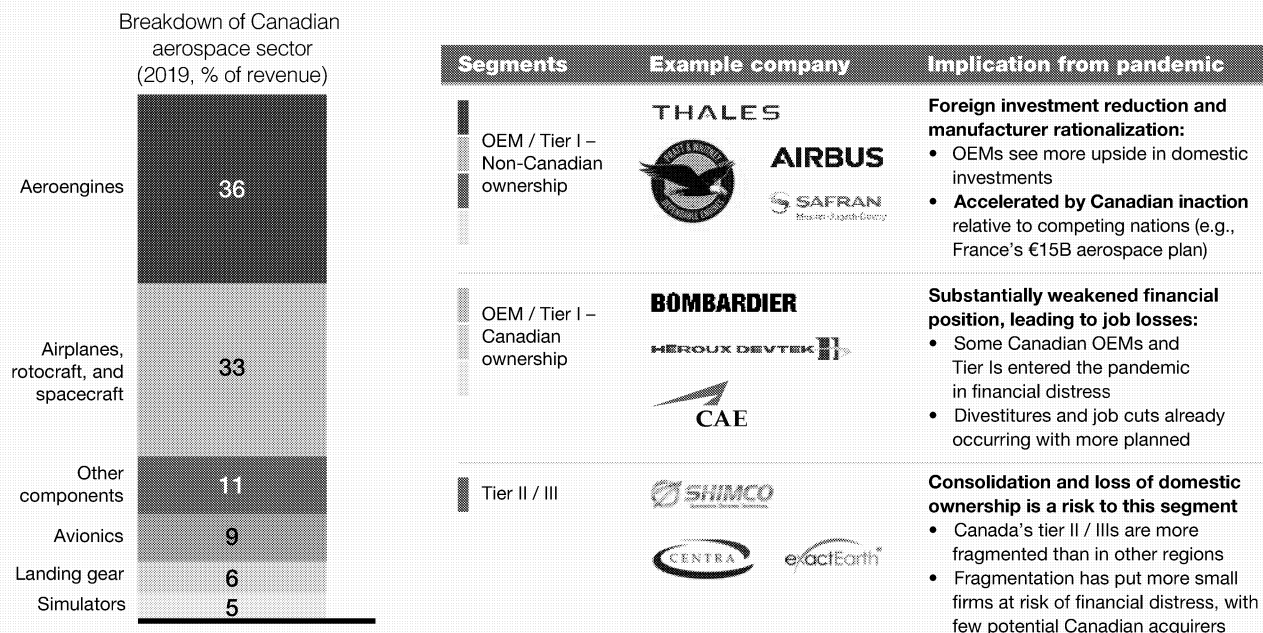 Breakdown of Canadian
aerospace sector
(2019, % of revenue)
Aeroengines
36
Airplanes,
rotocraft, and
spacecraft
33
Other
components
11
Avionics
9
Landing gear
6
Simulators
5
Segments
Example company
Implication from pandemic
OEM / Tier I –
Non-Canadian
ownership
THALES
PRATT & WHITNEY
DEPENDABLE ENGINES
AIRBUS
SAFRAN
Foreign investment reduction and
manufacturer rationalization:
• OEMs see more upside in domestic
investments
• Accelerated by Canadian inaction
relative to competing nations (e.g.,
France's €15B aerospace plan)
OEM / Tier I –
Canadian
ownership
BOMBARDIER
HEROUX DEVTEK
CAE
Substantially weakened financial
position, leading to job losses:
• Some Canadian OEMs and
Tier Is entered the pandemic
in financial distress
• Divestitures and job cuts already
occurring with more planned
Tier II / III
SHIMCO
CENTRA
exactEarth
Consolidation and loss of domestic
ownership is a risk to this segment
• Canada's tier II / IIIs are more
fragmented than in other regions
• Fragmentation has put more small
firms at risk of financial distress, with
few potential Canadian acquirers